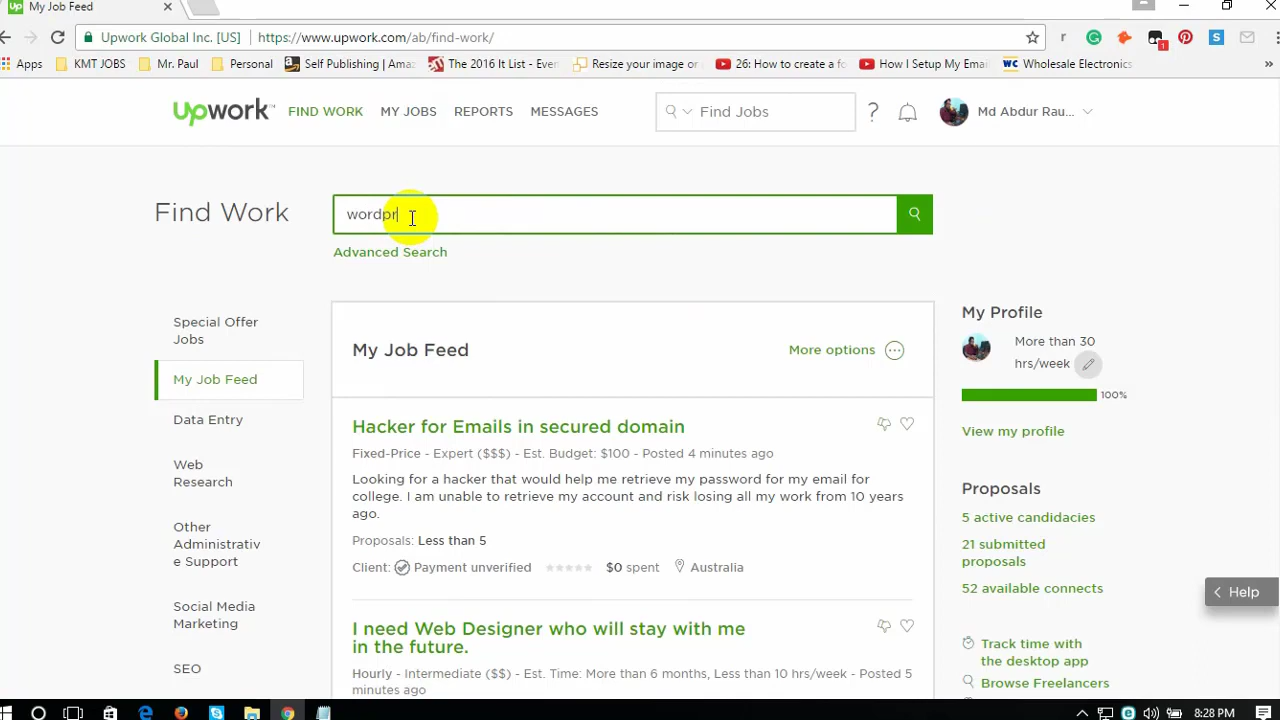 My Job Feed
Upwork Global Inc. [US] https://www.upwork.com/ab/find-work/
Apps KMT JOBS Mr. Paul Personal Self Publishing | Amaz The 2016 It List - Even Resize your image or 26: How to create a fo How I Setup My Emai Wholesale Electronics
Upwork FIND WORK MY JOBS REPORTS MESSAGES Find Jobs ? Md Abdur Rau...
Find Work wordpr
Advanced Search
Special Offer
Jobs
My Job Feed
Data Entry
Web
Research
Other
Administrativ
e Support
Social Media
Marketing
SEO
My Job Feed More options
Hacker for Emails in secured domain
Fixed-Price - Expert ($$$) - Est. Budget: $100 - Posted 4 minutes ago
Looking for a hacker that would help me retrieve my password for my email for
college. I am unable to retrieve my account and risk losing all my work from 10 years
ago.
Proposals: Less than 5
Client: Payment unverified $0 spent Australia
I need Web Designer who will stay with me
in the future.
Hourly - Intermediate ($$) - Est. Time: More than 6 months, Less than 10 hrs/week - Posted 5
minutes ago
My Profile
More than 30
hrs/week
100%
View my profile
Proposals
5 active candidacies
21 submitted
proposals
52 available connects
Help
Track time with
the desktop app
Browse Freelancers
8:28 PM